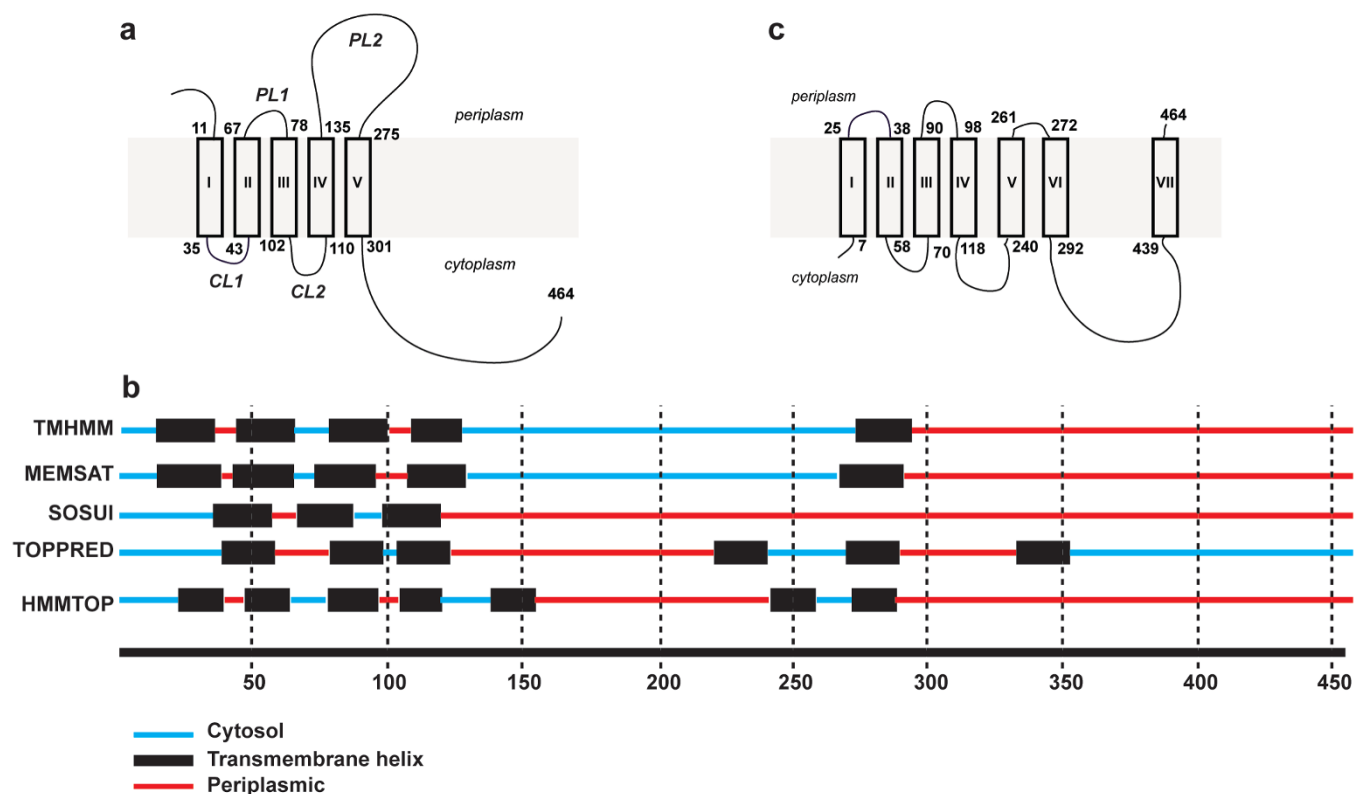 a
PL2
PL1
periplasm
11
67
78
135
275
I
II
III
IV
V
35
43
102
110
301
CL1
CL2
cytoplasm
464
c
periplasm
25
38
90
98
261
272
464
I
II
III
IV
V
VI
VII
7
58
70
118
240
292
439
cytoplasm
b
TMHMM
MEMSAT
SOSUI
TOPPRED
HMMTOP
50
100
150
200
250
300
350
400
450
Cytosol
Transmembrane helix
Periplasmic